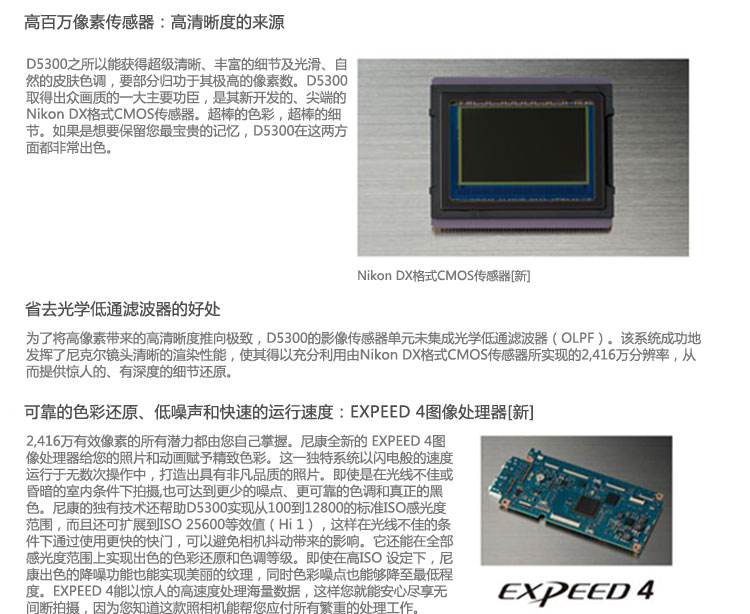 高百万像素传感器：高清晰度的来源
D5300之所以能获得超级清晰、丰富的细节及光滑、自
然的皮肤色调，要部分归功于其极高的像素数。D5300
取得出众画质的一大主要功臣，是其新开发的、尖端的
Nikon DX格式CMOS传感器。超棒的色彩，超棒的细
节。如果是想要保留您最宝贵的记忆，D5300在这两方
面都非常出色。
Nikon DX格式CMOS传感器[新]
省去光学低通滤波器的好处
为了将高像素带来的高清晰度推向极致，D5300的影像传感器单元未集成光学低通滤波器（OLPF）。该系统成功地
发挥了尼克尔镜头清晰的渲染性能，使其得以充分利用由Nikon DX格式CMOS传感器所实现的2,416万分辨率，从
而提供惊人的、有深度的细节还原。
可靠的色彩还原、低噪声和快速的运行速度：EXPEED 4图像处理器[新]
2,416万有效像素的所有潜力都由您自己掌握。尼康全新的 EXPEED 4图
像处理器给您的照片和动画赋予精致色彩。这一独特系统以闪电般的速度
运行于无数次操作中，打造出具有非凡品质的照片。即使是在光线不佳或
昏暗的室内条件下拍摄,也可达到更少的噪点、更可靠的色调和真正的黑
色。尼康的独有技术还帮助D5300实现从100到12800的标准ISO感光度
范围，而且还可扩展到ISO 25600等效值（Hi 1），这样在光线不佳的条
件下通过使用更快的快门，可以避免相机抖动带来的影响。它还能在全部
感光度范围上实现出色的色彩还原和色调等级。即使在高ISO 设定下，尼
康出色的降噪功能也能实现美丽的纹理，同时色彩噪点也能够降至最低程
度。EXPEED 4能以惊人的高速度处理海量数据，这样您就能安心尽享无
间断拍摄，因为您知道这款照相机能帮您应付所有繁重的处理工作。
EXPEED 4